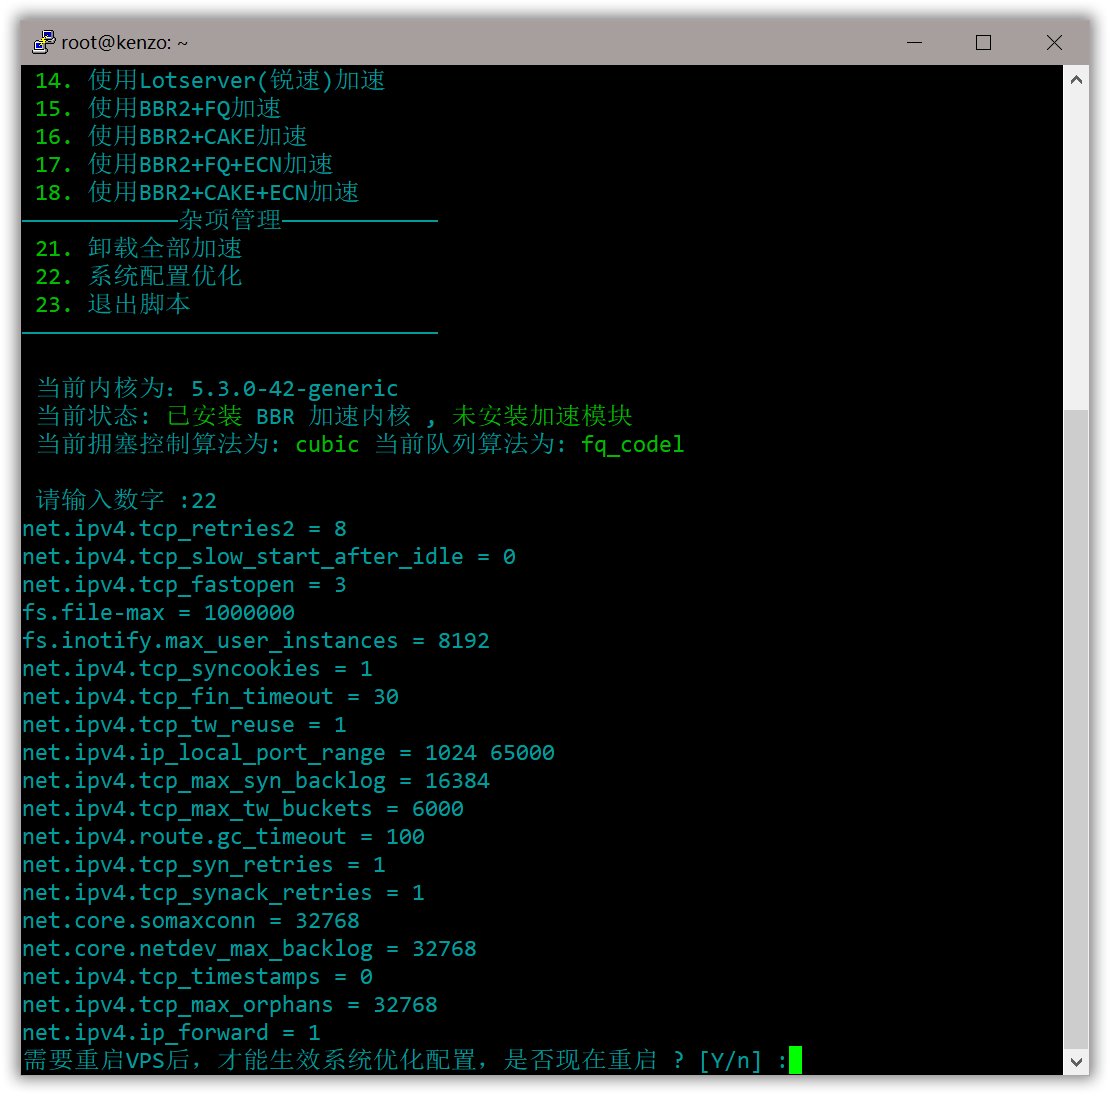 root@kenzo: ~
14. 使用Lotserver(锐速)加速
15. 使用BBR2+FQ加速
16. 使用BBR2+CAKE加速
17. 使用BBR2+FQ+ECN加速
18. 使用BBR2+CAKE+ECN加速
————————————杂项管理————————————
21. 卸载全部加速
22. 系统配置优化
23. 退出脚本
————————————————————————————————
当前内核为：5.3.0-42-generic
当前状态: 已安装 BBR 加速内核 , 未安装加速模块
当前拥塞控制算法为: cubic 当前队列算法为: fq_codel
请输入数字 :22
net.ipv4.tcp_retries2 = 8
net.ipv4.tcp_slow_start_after_idle = 0
net.ipv4.tcp_fastopen = 3
fs.file-max = 1000000
fs.inotify.max_user_instances = 8192
net.ipv4.tcp_syncookies = 1
net.ipv4.tcp_fin_timeout = 30
net.ipv4.tcp_tw_reuse = 1
net.ipv4.ip_local_port_range = 1024 65000
net.ipv4.tcp_max_syn_backlog = 16384
net.ipv4.tcp_max_tw_buckets = 6000
net.ipv4.route.gc_timeout = 100
net.ipv4.tcp_syn_retries = 1
net.ipv4.tcp_synack_retries = 1
net.core.somaxconn = 32768
net.core.netdev_max_backlog = 32768
net.ipv4.tcp_timestamps = 0
net.ipv4.tcp_max_orphans = 32768
net.ipv4.ip_forward = 1
需要重启VPS后，才能生效系统优化配置，是否现在重启 ? [Y/n] :